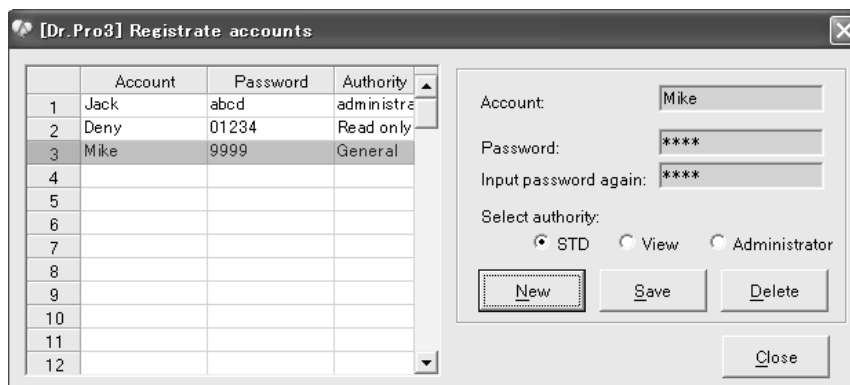 [Dr.Pro3] Registrate accounts
Account Password Authority
1 Jack abcd administra
2 Deny 01234 Read only
3 Mike 9999 General
4
5
6
7
8
9
10
11
12
Account: Mike
Password: ****
Input password again: ****
Select authority:
STD View Administrator
New Save Delete
Close